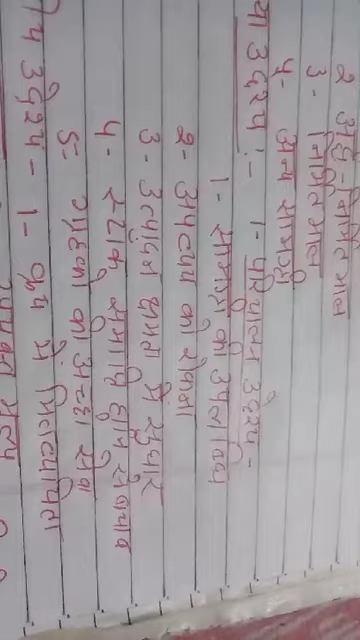 2 अर्द्ध-निर्मित माल
3 - निर्मित माल
4- अन्य सामग्री
उद्देश्य :- 1- परिचालन उद्देश्य -
1- सामग्री की उपलब्धि
2- अपव्यय को रोकना
3- उत्पादन क्षमता में सुधार
4- स्टाक समाप्ति से बचाव
5- ग्राहकों को अच्छी सेवा
उद्देश्य - 1- क्रय में मितव्ययिता